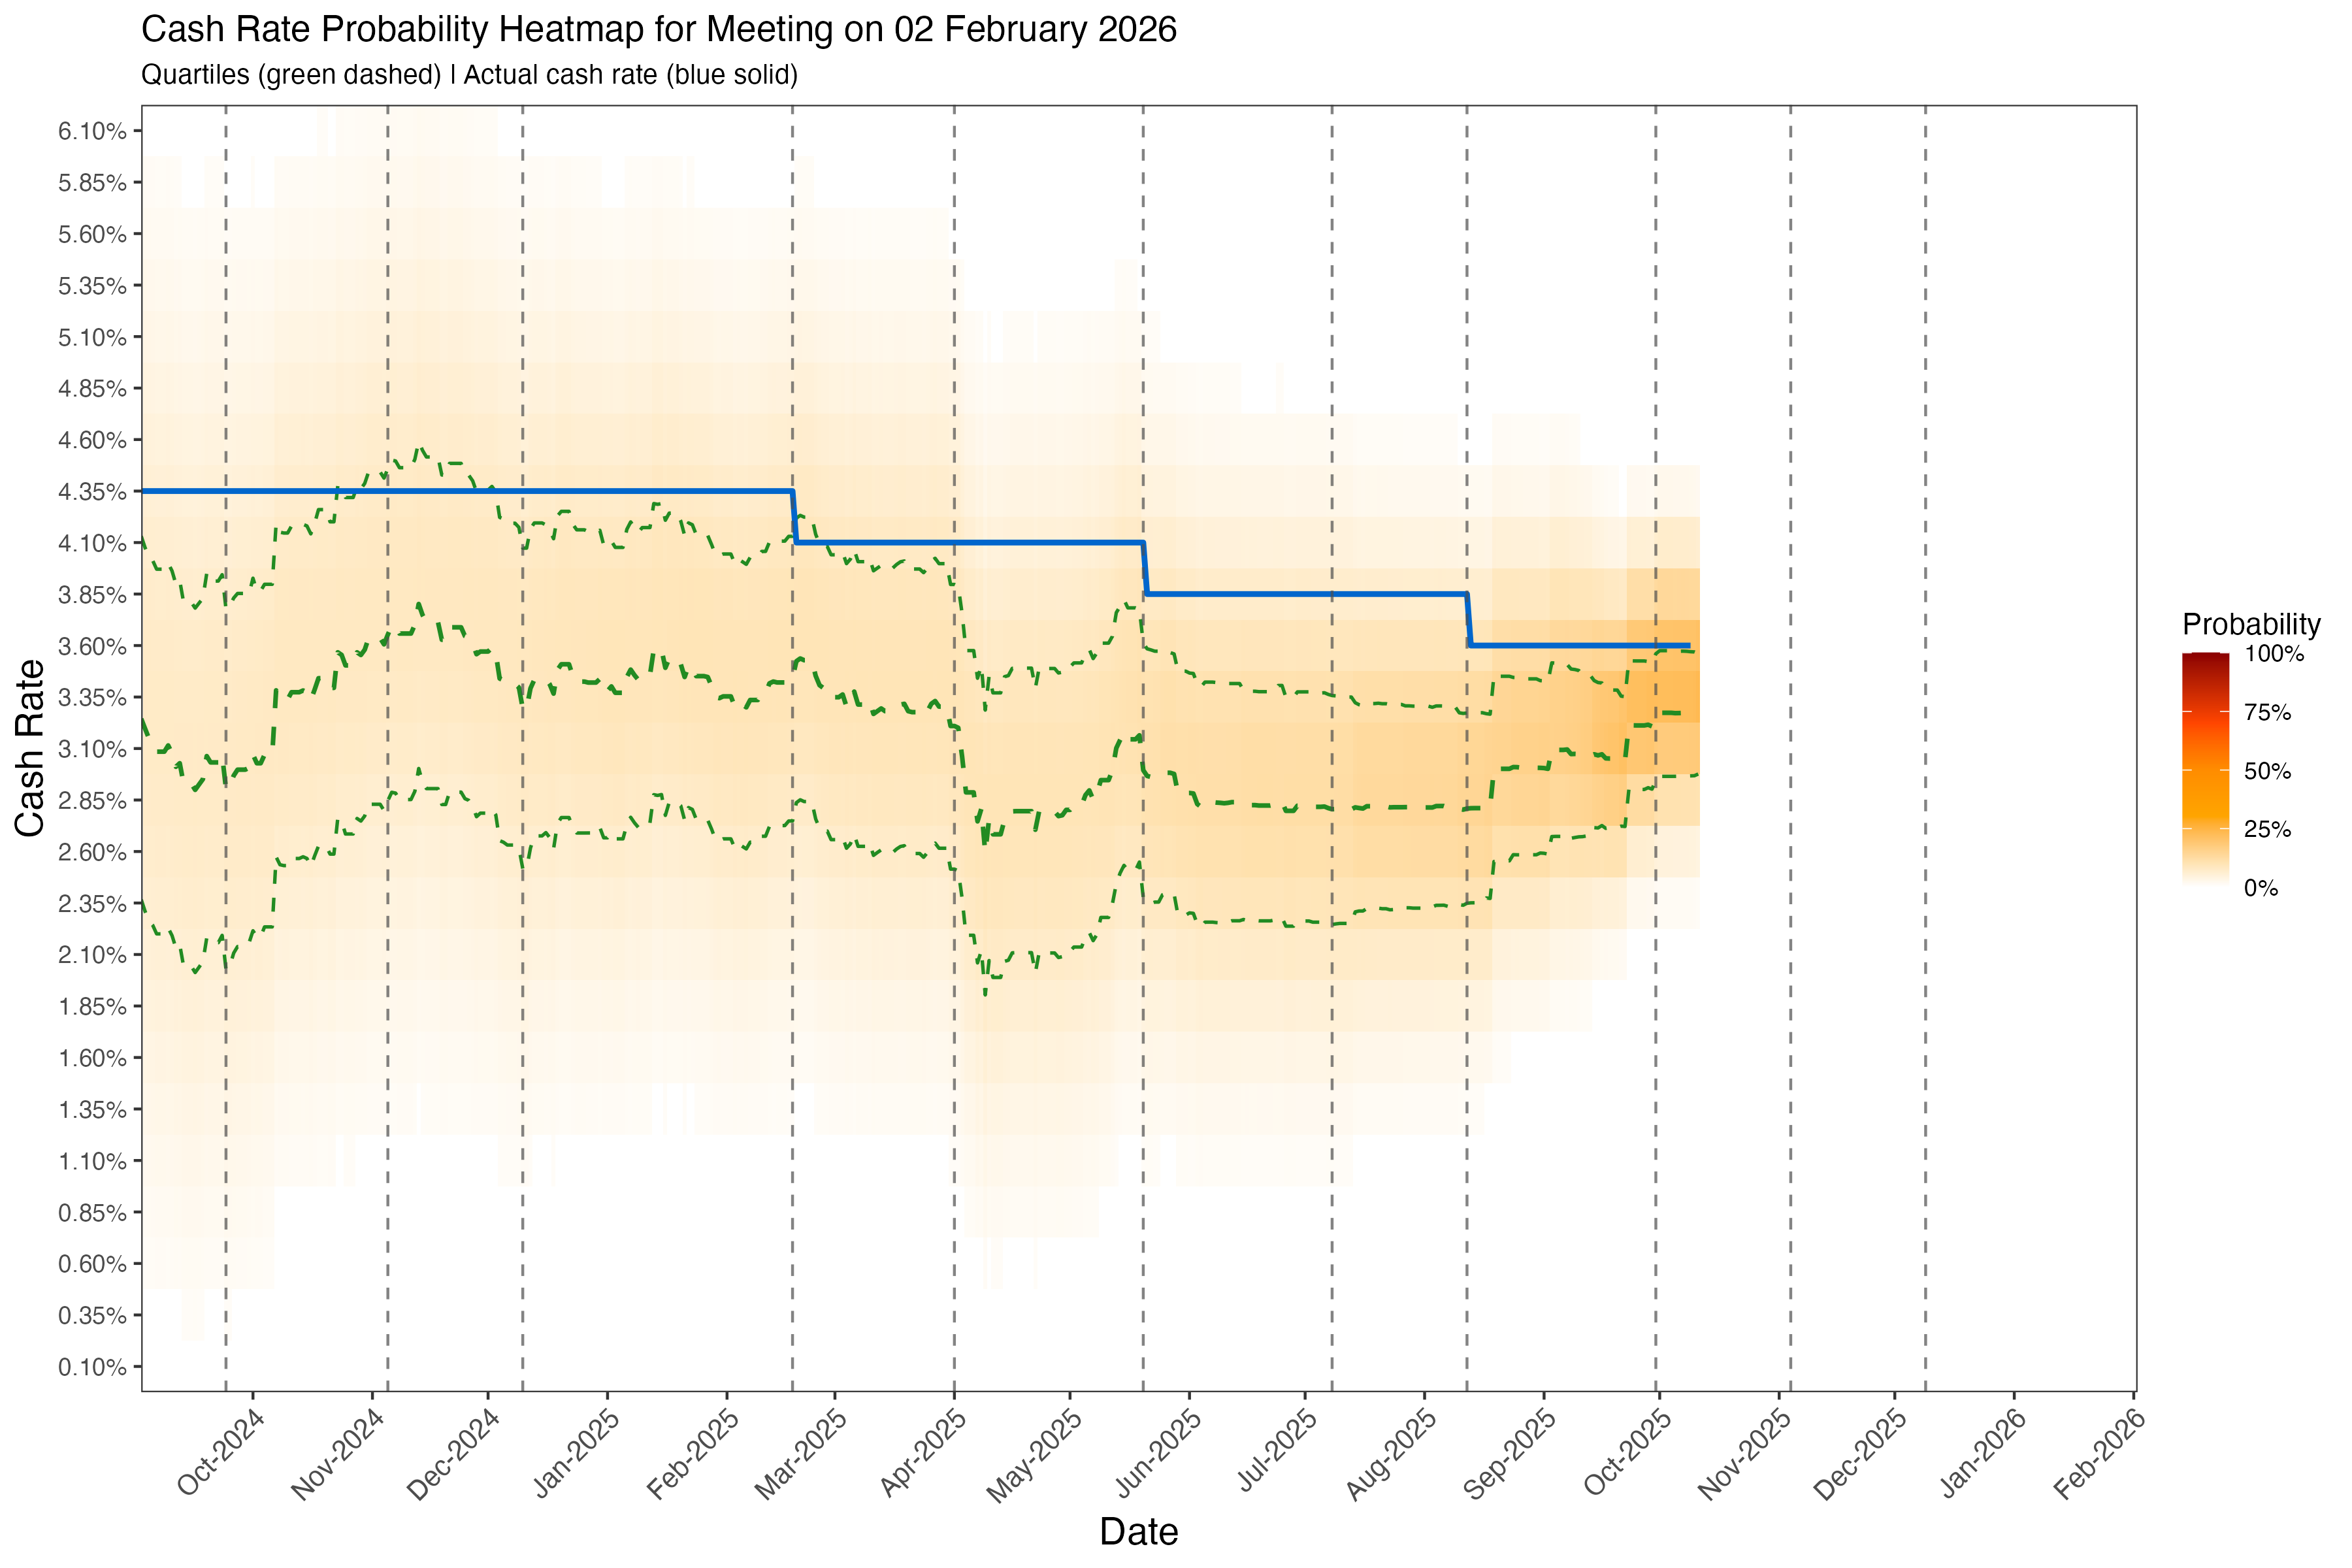 Cash Rate Probability Heatmap for Meeting on 02 February 2026
Quartiles (green dashed) | Actual cash rate (blue solid)
Cash Rate
6.10%
5.85%
5.60%
5.35%
5.10%
4.85%
4.60%
4.35%
4.10%
3.85%
3.60%
3.35%
3.10%
2.85%
2.60%
2.35%
2.10%
1.85%
1.60%
1.35%
1.10%
0.85%
0.60%
0.35%
0.10%
Oct-2024
Nov-2024
Dec-2024
Jan-2025
Feb-2025
Mar-2025
Apr-2025
May-2025
Jun-2025
Jul-2025
Aug-2025
Sep-2025
Oct-2025
Nov-2025
Dec-2025
Jan-2026
Feb-2026
Date
Probability
100%
75%
50%
25%
0%